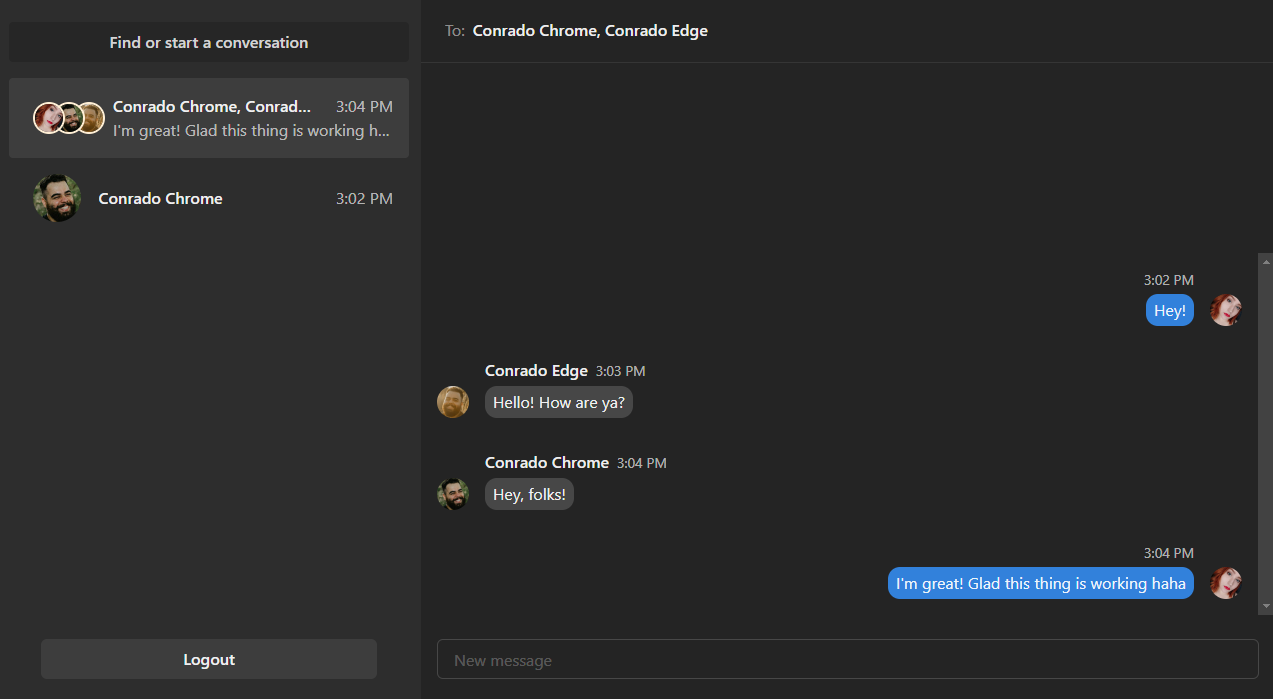 Find or start a conversation
Conrado Chrome, Conrad... 3:04 PM
I'm great! Glad this thing is working h...
Conrado Chrome 3:02 PM
Logout
To: Conrado Chrome, Conrado Edge
3:02 PM
Hey!
Conrado Edge 3:03 PM
Hello! How are ya?
Conrado Chrome 3:04 PM
Hey, folks!
3:04 PM
I'm great! Glad this thing is working haha
New message